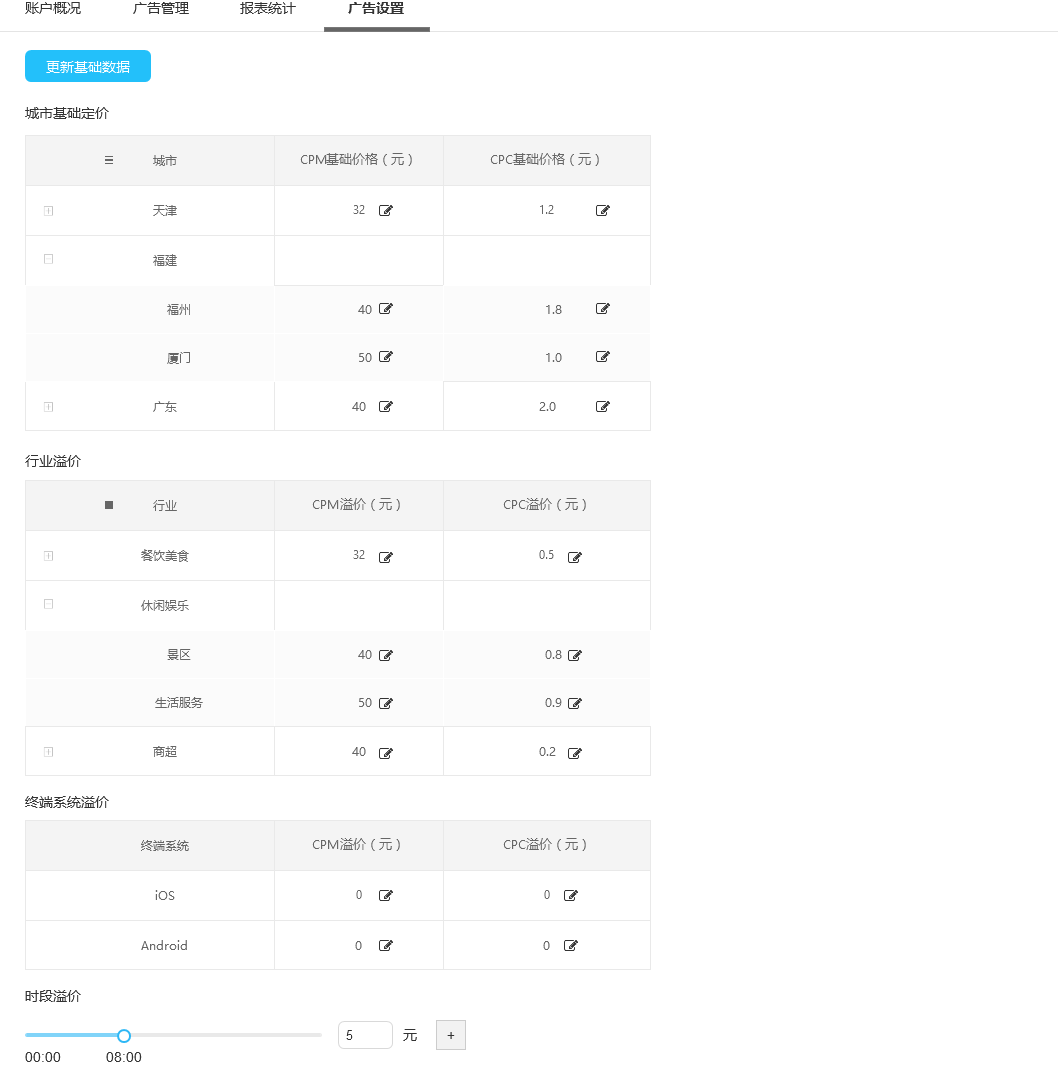 账户概况 广告管理 报表统计 广告设置
更新基础数据
城市基础定价
城市 CPM基础价格（元） CPC基础价格（元）
天津 32 1.2
福建
福州 40 1.8
厦门 50 1.0
广东 40 2.0
行业溢价
行业 CPM溢价（元） CPC溢价（元）
餐饮美食 32 0.5
休闲娱乐
景区 40 0.8
生活服务 50 0.9
商超 40 0.2
终端系统溢价
终端系统 CPM溢价（元） CPC溢价（元）
iOS 0 0
Android 0 0
时段溢价
5 元 +
00:00 08:00